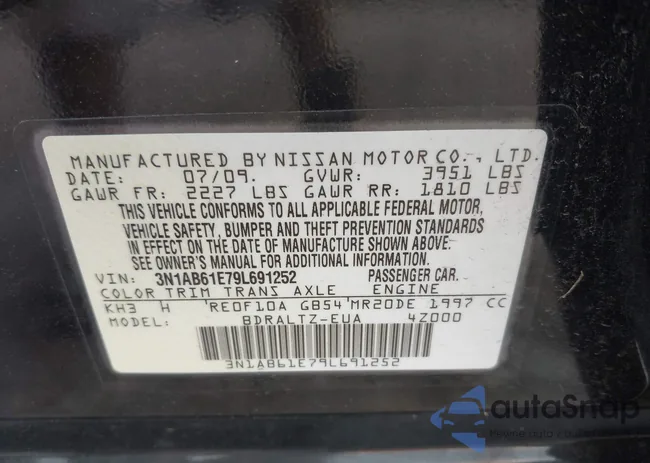 MANUFACTURED BY NISSAN MOTOR CO., LTD.
DATE: 07/09. GVWR: 3951 LBS
GAWR FR: 2227 LBS GAWR RR: 1810 LBS
THIS VEHICLE CONFORMS TO ALL APPLICABLE FEDERAL MOTOR,
VEHICLE SAFETY, BUMPER AND THEFT PREVENTION STANDARDS
IN EFFECT ON THE DATE OF MANUFACTURE SHOWN ABOVE.
SEE OWNER'S MANUAL FOR ADDITIONAL INFORMATION.
VIN: 3N1AB61E79L691252 PASSENGER CAR.
COLOR TRIM TRANS AXLE ENGINE
KH3 H RE0F10A GB54 MR20DE 1997 CC
MODEL: BDRALTZ-EUA 4Z000
3N1AB61E79L691252
autaSnap